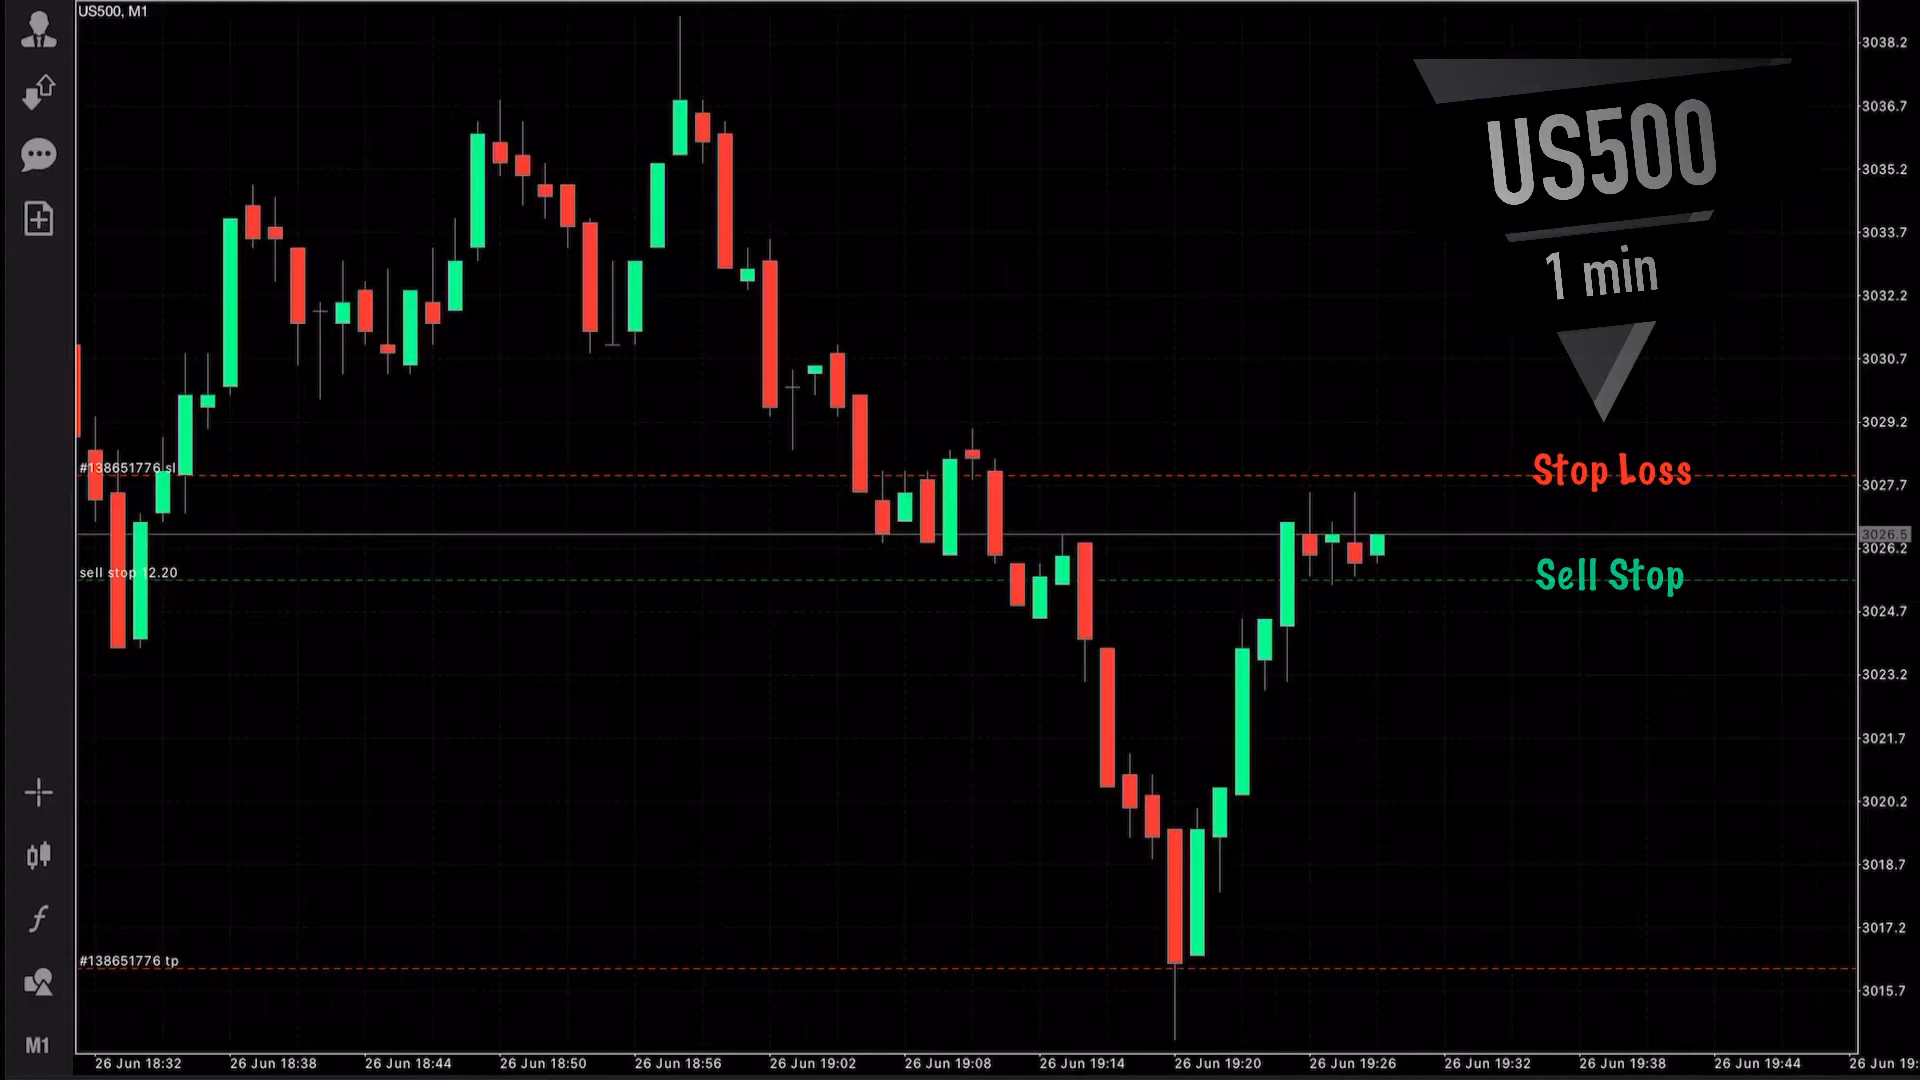 US500, M1
3038.2
US500
3036.7
3035.2
3033.7
1 min
3032.2
3030.7
3029.2
#138651776 sl
Stop Loss
3027.7
3026.5
3026.2
sell stop 12.20
Sell Stop
3024.7
3023.2
3021.7
3020.2
3018.7
3017.2
#138651776 tp
3015.7
M1
26 Jun 18:32 26 Jun 18:38 26 Jun 18:44 26 Jun 18:50 26 Jun 18:56 26 Jun 19:02 26 Jun 19:08 26 Jun 19:14 26 Jun 19:20 26 Jun 19:26 26 Jun 19:32 26 Jun 19:38 26 Jun 19:44 26 Jun 19: